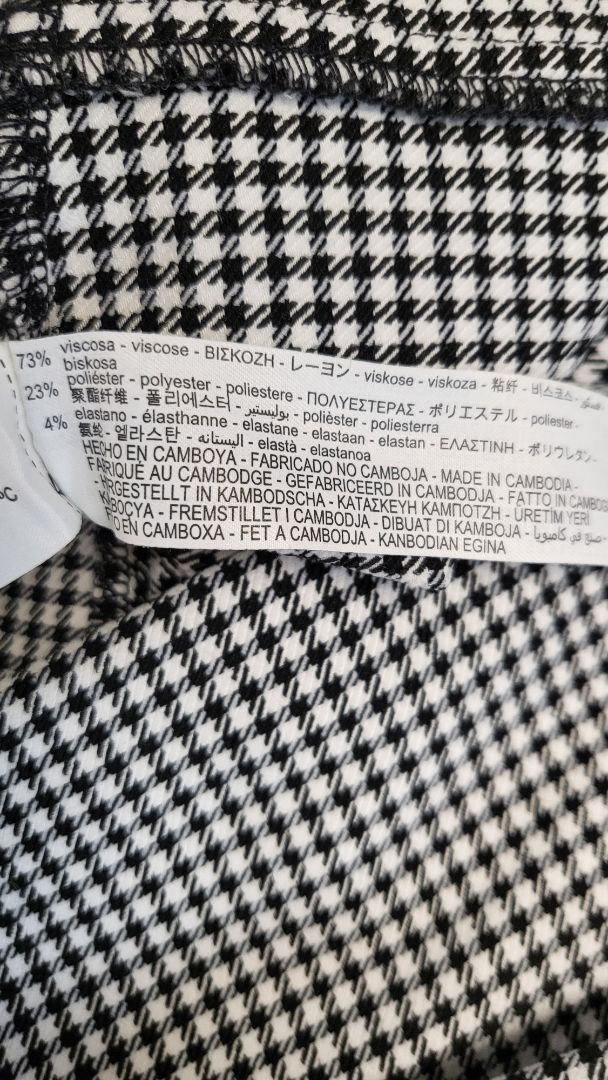 73% viscosa - viscose - ΒΙΣΚΟΖΗ - レーヨン - viskose - viskoza - 粘纤 - 비스코스 -
biskosa
23% poliéster - polyester - poliestere - ΠΟΛΥΕΣΤΕΡΑΣ - ポリエステル - poliester -
聚酯纤维 - 폴리에스터 - بوليستير - polièster - poliesterra
4% elastano - élasthanne - elastane - elastaan - elastan - ΕΛΑΣΤΙΝΗ - ポリウレタン -
氨纶 - 엘라스탄 - اليستانه - elastà - elastanoa
HECHO EN CAMBOYA - FABRICADO NO CAMBOJA - MADE IN CAMBODIA -
FABRIQUÉ AU CAMBODGE - GEFABRICEERD IN CAMBODJA - FATTO IN
- HERGESTELLT IN KAMBODSCHA - ΚΑΤΑΣΚΕΥΗ ΚΑΜΠΟΤΖΗ - ÜRETİM YERİ
KAMBOÇYA - FREMSTILLET I CAMBODJA - DIBUAT DI KAMBOJA - صنع في كامبوديا -
EN CAMBOXA - FET A CAMBODJA - KANBODIAN EGINA